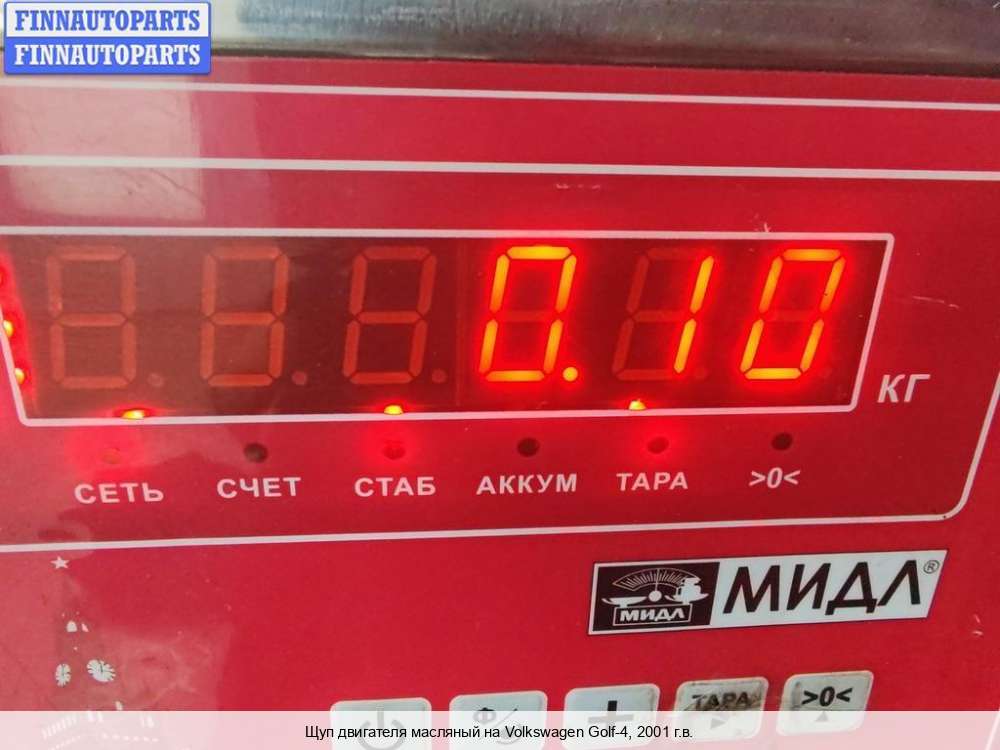 FINNAUTOPARTS
FINNAUTOPARTS
0.10
КГ
СЕТЬ СЧЕТ СТАБ АККУМ ТАРА >0<
МИДЛ МИДЛ®
ТАРА >0<
Щуп двигателя масляный на Volkswagen Golf-4, 2001 г.в.